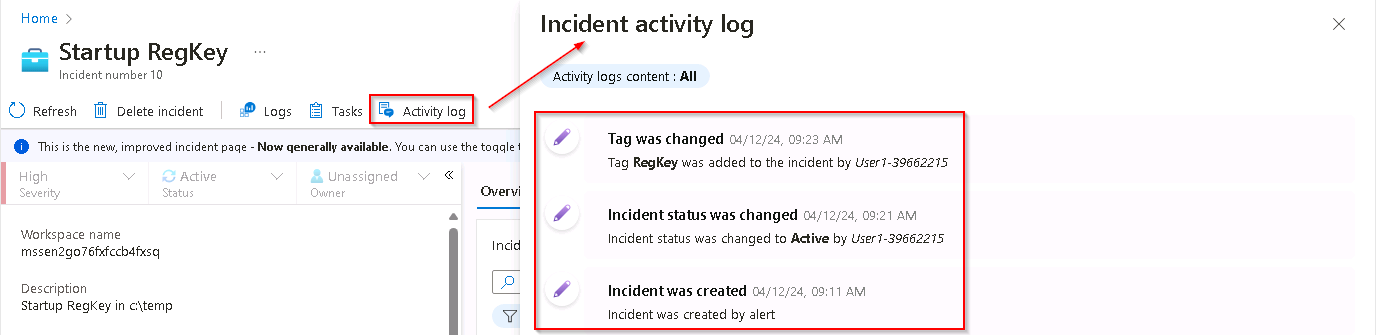 Home >
Startup RegKey ...
Incident number 10
Refresh Delete incident Logs Tasks Activity log
This is the new, improved incident page - Now generally available. You can use the toggle t
High
Severity
Active
Status
Unassigned
Owner
«
Workspace name
mssen2go76fxfccb4fxsq
Description
Startup RegKey in c:\temp
Overvi
Incid
Incident activity log
Activity logs content : All
Tag was changed 04/12/24, 09:23 AM
Tag RegKey was added to the incident by User1-39662215
Incident status was changed 04/12/24, 09:21 AM
Incident status was changed to Active by User1-39662215
Incident was created 04/12/24, 09:11 AM
Incident was created by alert